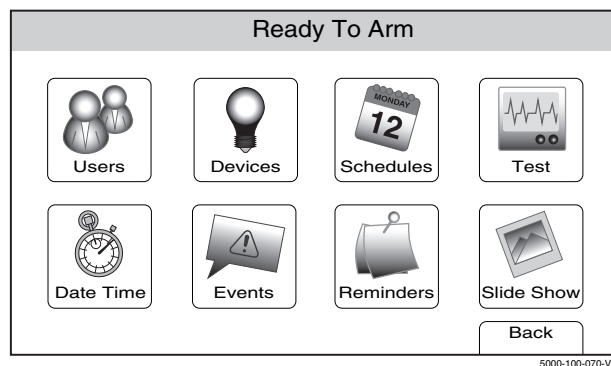 Ready To Arm
Users
Devices
MONDAY
12
Schedules
Test
Date Time
Events
Reminders
Slide Show
Back
5000-100-070-V